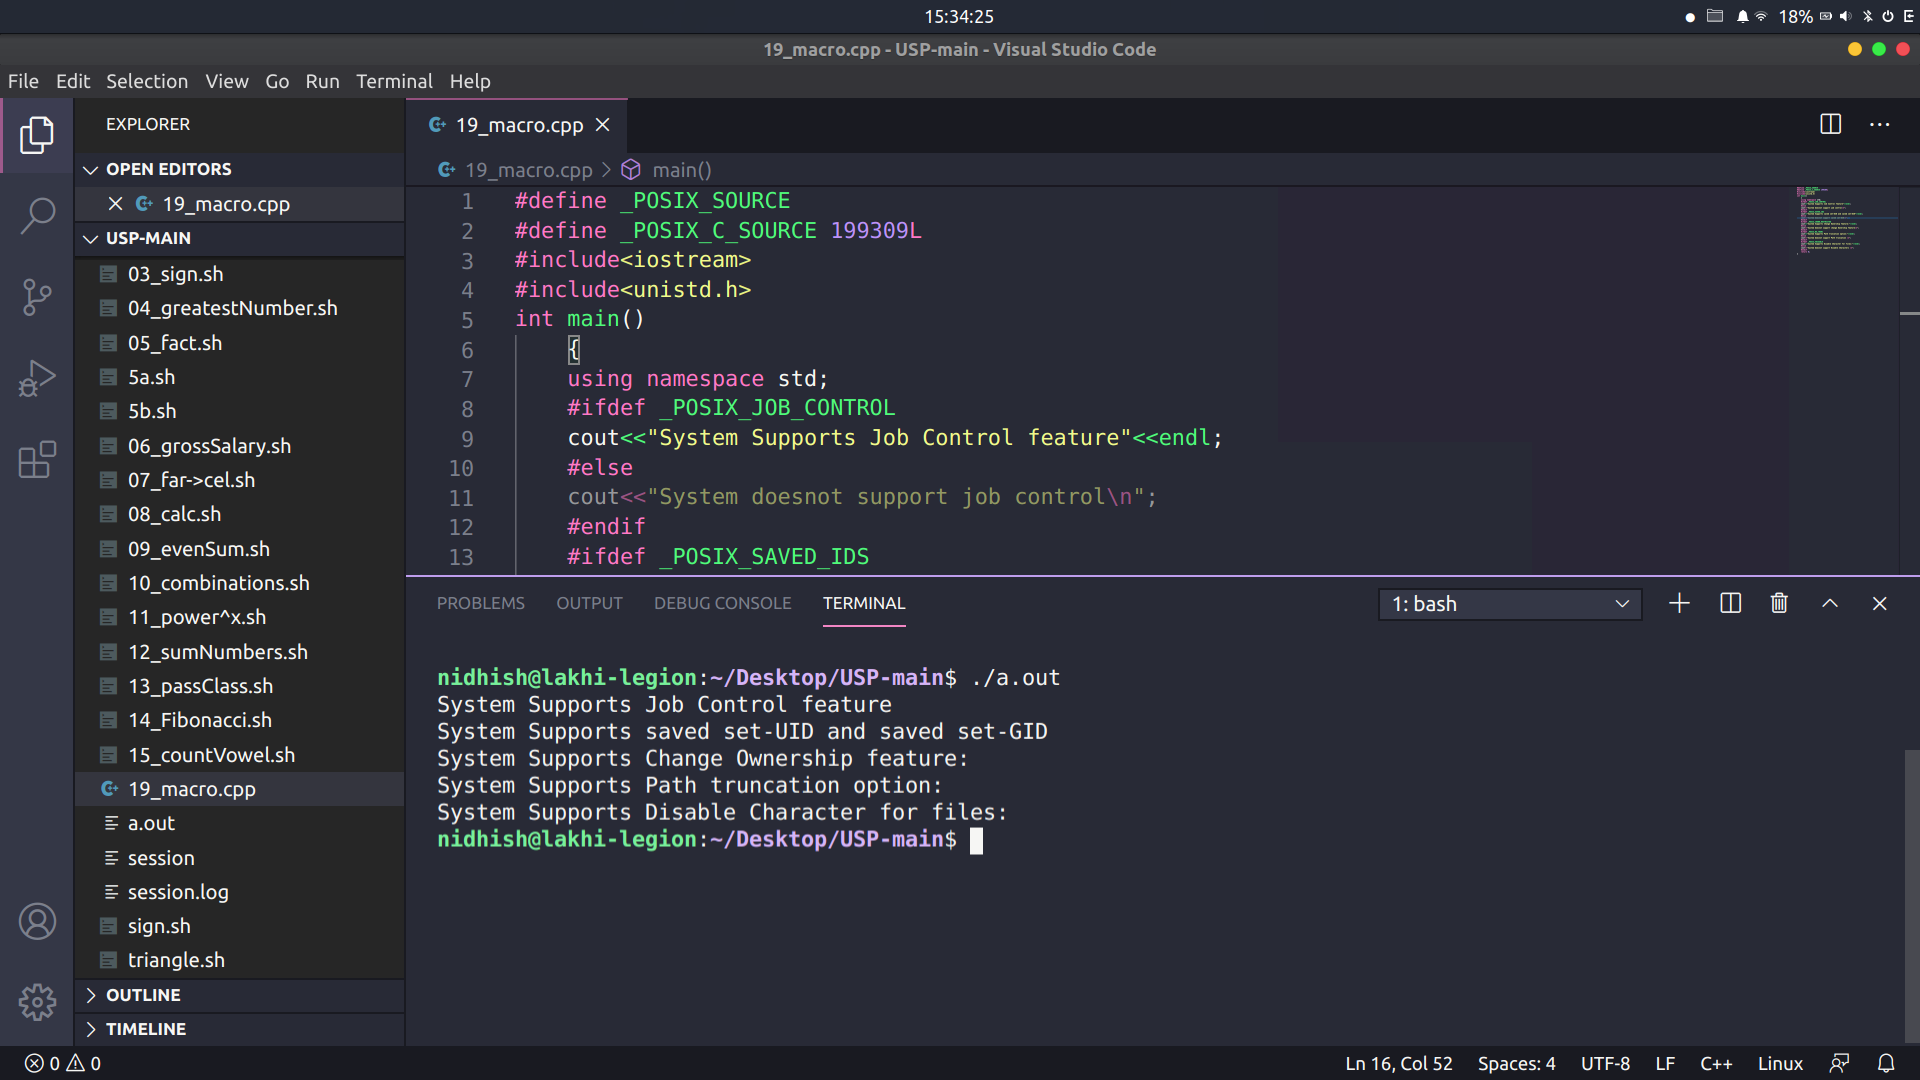 15:34:25
18%
19_macro.cpp - USP-main - Visual Studio Code
File Edit Selection View Go Run Terminal Help
EXPLORER
OPEN EDITORS
19_macro.cpp
USP-MAIN
03_sign.sh
04_greatestNumber.sh
05_fact.sh
5a.sh
5b.sh
06_grossSalary.sh
07_far->cel.sh
08_calc.sh
09_evenSum.sh
10_combinations.sh
11_power^x.sh
12_sumNumbers.sh
13_passClass.sh
14_Fibonacci.sh
15_countVowel.sh
19_macro.cpp
a.out
session
session.log
sign.sh
triangle.sh
OUTLINE
TIMELINE
19_macro.cpp
19_macro.cpp > main()
1 #define _POSIX_SOURCE
2 #define _POSIX_C_SOURCE 199309L
3 #include<iostream>
4 #include<unistd.h>
5 int main()
6 {
7 using namespace std;
8 #ifdef _POSIX_JOB_CONTROL
9 cout<<"System Supports Job Control feature"<<endl;
10 #else
11 cout<<"System doesnot support job control\n";
12 #endif
13 #ifdef _POSIX_SAVED_IDS
PROBLEMS OUTPUT DEBUG CONSOLE TERMINAL
1: bash
nidhish@lakhi-legion:~/Desktop/USP-main$ ./a.out
System Supports Job Control feature
System Supports saved set-UID and saved set-GID
System Supports Change Ownership feature:
System Supports Path truncation option:
System Supports Disable Character for files:
nidhish@lakhi-legion:~/Desktop/USP-main$
0 0
Ln 16, Col 52 Spaces: 4 UTF-8 LF C++ Linux